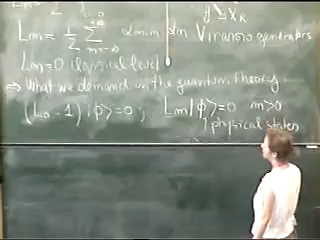 Lm = 1/2 Σ αm-n · αn Virasoro generators
Lm = 0 (classical level)
⇒ What we demand in the quantum theory:
(L0 - 1)|φ> = 0 ; Lm|φ> = 0 m>0
physical states